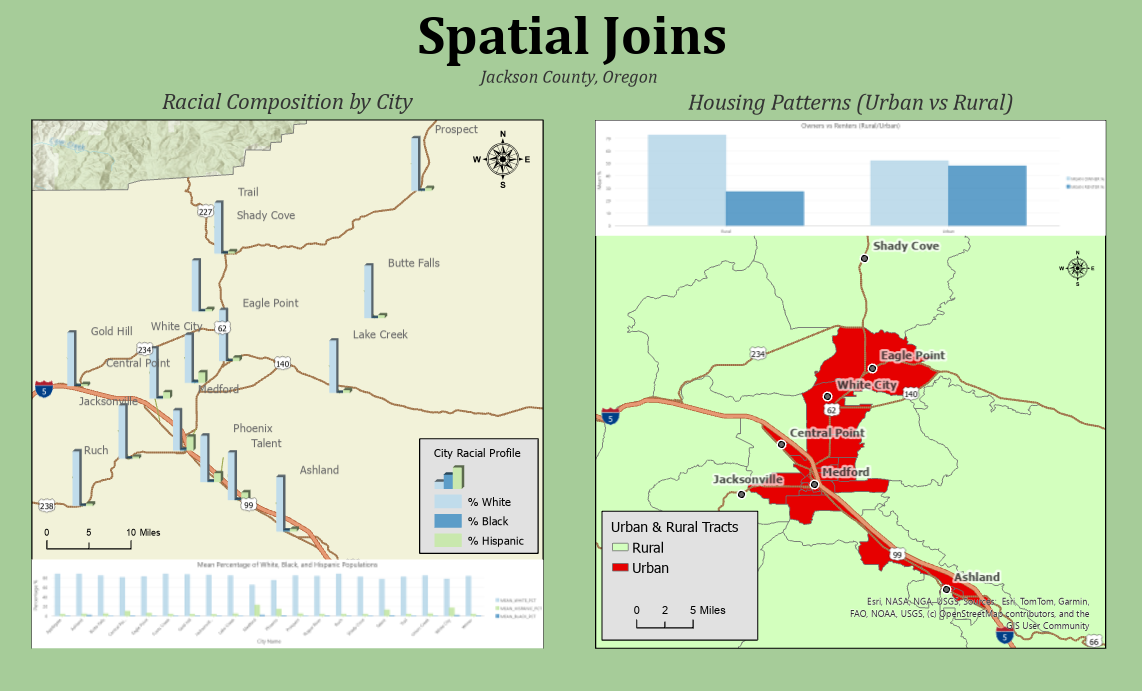 Spatial Joins
Jackson County, Oregon
Racial Composition by City
Housing Patterns (Urban vs Rural)
Prospect
N
W
E
S
Trail
227
Shady Cove
Butte Falls
Eagle Point
Gold Hill
White City
62
Lake Creek
234
Central Point
140
5
Medford
Jacksonville
Phoenix
Talent
Ruch
Ashland
238
99
City Racial Profile
% White
% Black
% Hispanic
0 5 10 Miles
Mean Percentage of White, Black, and Hispanic Populations
Percentage %
City Name
Owners vs Renters (Rural/Urban)
Mean %
Rural
Urban
Shady Cove
N
W
E
S
234
Eagle Point
White City
140
62
5
Central Point
Medford
Jacksonville
99
Ashland
5
66
Urban & Rural Tracts
Rural
Urban
0 2 5 Miles
Esri, NASA, NGA, USGS, Sources: Esri, TomTom, Garmin,
FAO, NOAA, USGS, (c) OpenStreetMap contributors, and the
GIS User Community